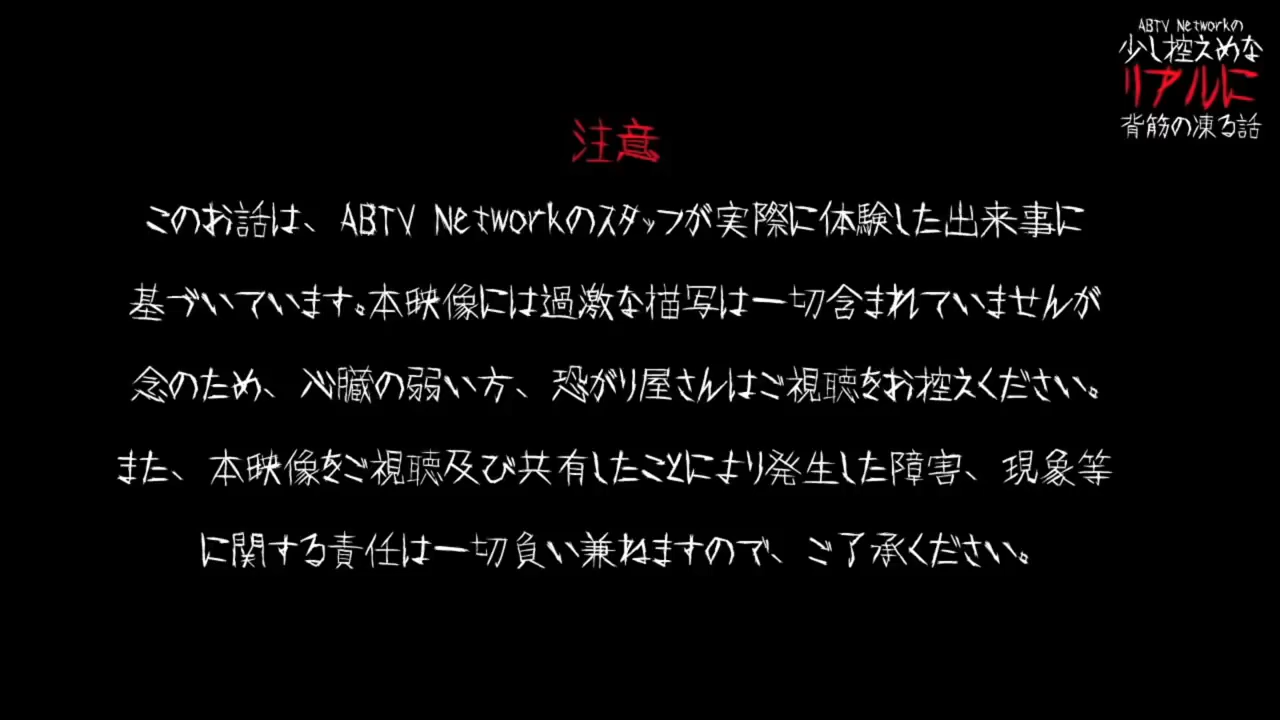 ABTV Networkの
少し控えめな
リアルに
背筋の凍る話
注意
このお話は、ABTV Networkのスタッフが実際に体験した出来事に
基づいています。本映像には過激な描写は一切含まれていませんが
念のため、心臓の弱い方、恐がり屋さんはご視聴をお控えください。
また、本映像をご視聴及び共有したことにより発生した障害、現象等
に関する責任は一切負い兼ねますので、ご了承ください。